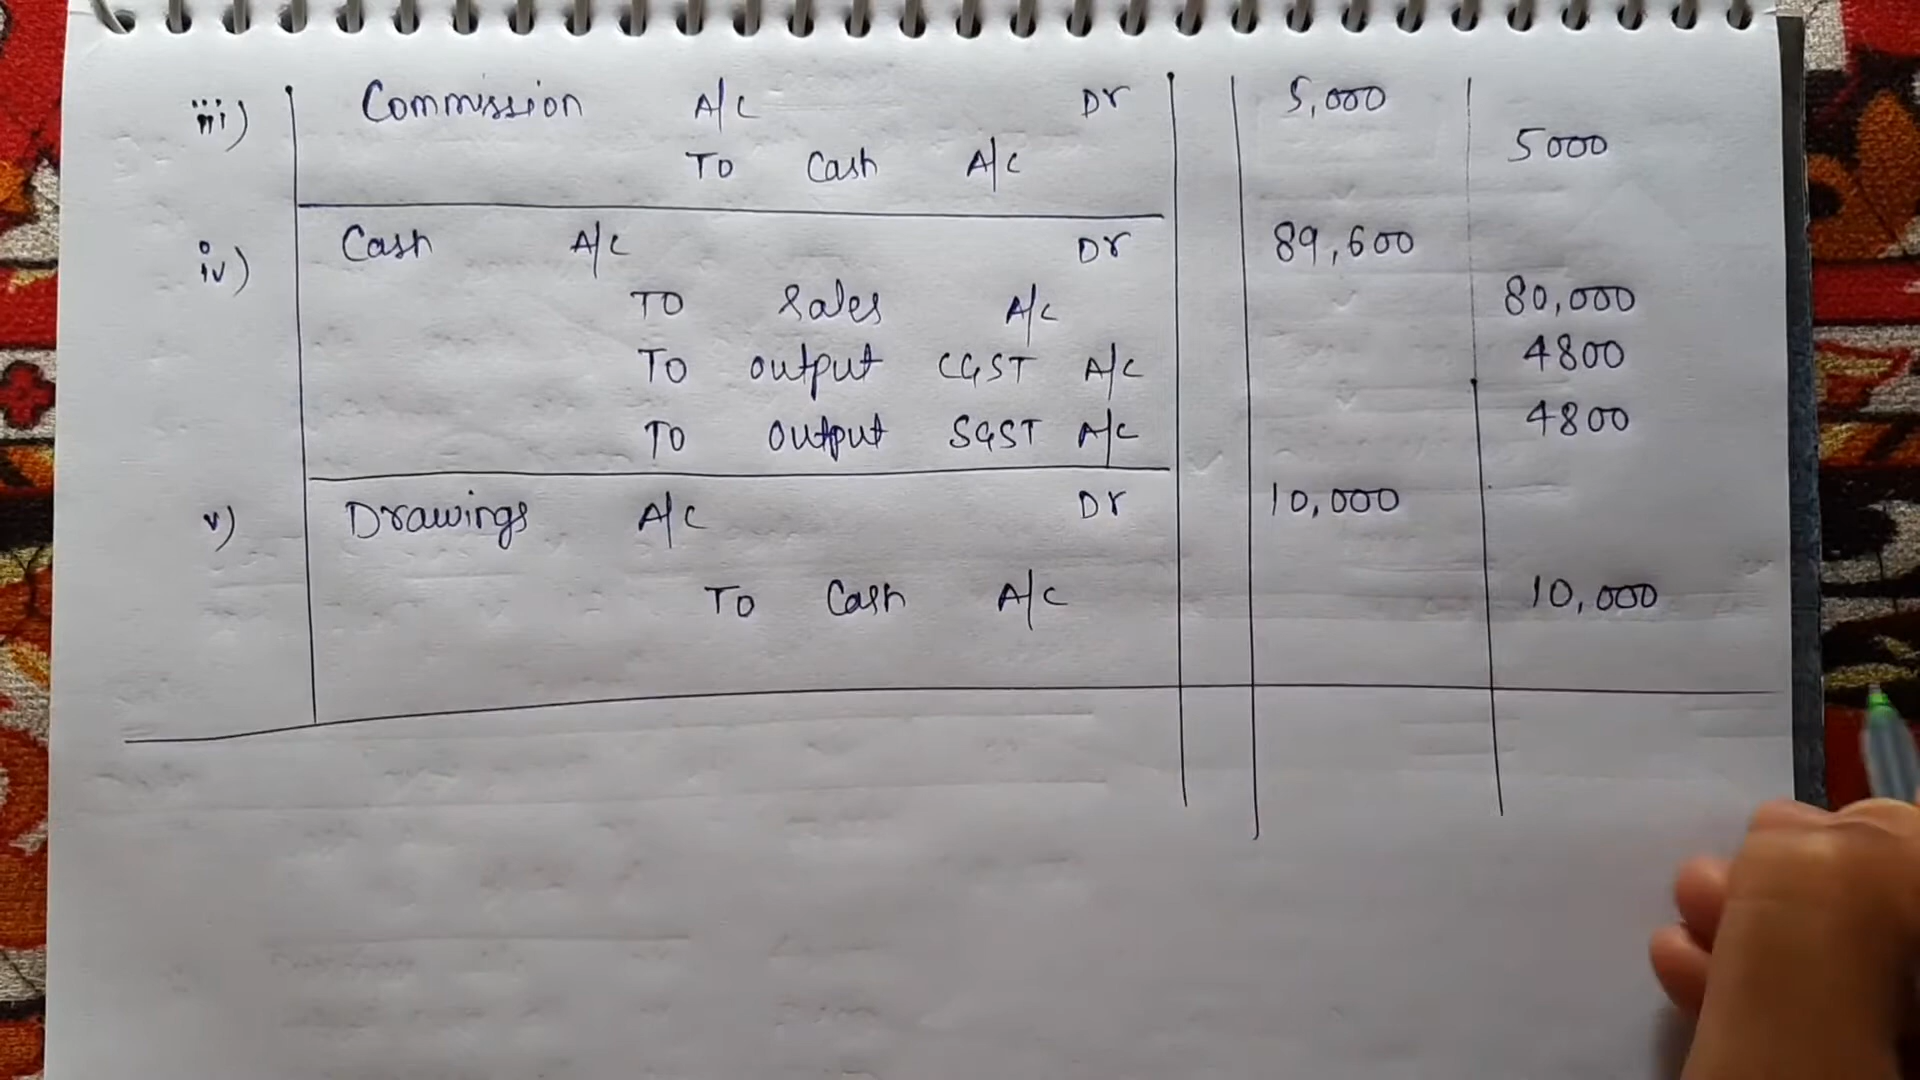 iii) Commission A/C Dr 5,000
To Cash A/C 5000
iv) Cash A/C Dr 89,600
To Sales A/C 80,000
To output CGST A/C 4800
To output SGST A/C 4800
v) Drawings A/C Dr 10,000
To Cash A/C 10,000